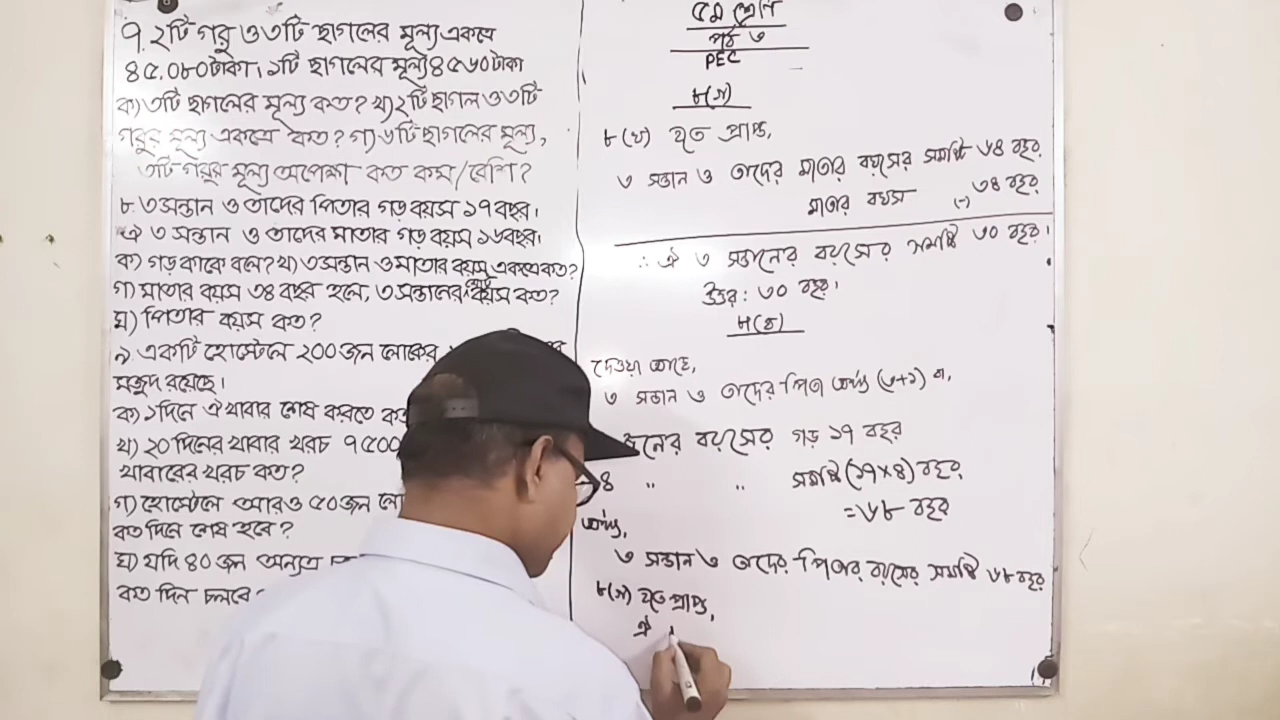 ৭. ২টি গরু ও ৩টি ছাগলের মূল্য একত্রে
৪৫,০৮০ টাকা। ১টি ছাগলের মূল্য ৪৫৬০ টাকা
ক) ৩টি ছাগলের মূল্য কত? খ) ২টি ছাগল ও ৩টি
গরুর মূল্য একত্রে কত? গ) ৬টি ছাগলের মূল্য,
৩টি গরুর মূল্য অপেক্ষা কত কম/বেশি?
৮. ৩ সন্তান ও তাদের পিতার গড় বয়স ১৭ বছর।
ঐ ৩ সন্তান ও তাদের মাতার গড় বয়স ১৬ বছর।
ক) গড় কাকে বলে? খ) ৩ সন্তান ও মাতার বয়স একত্রে কত?
গ) মাতার বয়স ৩৪ বছর হলে, ৩ সন্তানের বয়স কত?
ঘ) পিতার বয়স কত?
৯. একটি হোস্টেলে ২০০ জন লোকের
মজুদ রয়েছে।
ক) ১ দিনে ঐ খাবার শেষ করতে
খ) ২০ দিনের খাবার খরচ ৭৫০০
খাবারের খরচ কত?
গ) হোস্টেলে আরও ৫০ জন
কত দিনে শেষ হবে?
ঘ) যদি ৪০ জন অন্যত্র
কত দিন চলবে
৫ম শ্রেণি
পাঠ ৩
PEC
৮(গ)
৮(খ) হতে প্রাপ্ত,
৩ সন্তান ও তাদের মাতার বয়সের সমষ্টি ৬৪ বছর
মাতার বয়স (-) ৩৪ বছর
∴ ঐ ৩ সন্তানের বয়সের সমষ্টি ৩০ বছর।
উত্তর: ৩০ বছর।
৮(ঘ)
দেওয়া আছে,
৩ সন্তান ও তাদের পিতা অর্থাৎ (৩+১) বা,
জনের বয়সের গড় ১৭ বছর
৪ " " সমষ্টি (১৭×৪) বছর
=৬৮ বছর
অর্থাৎ,
৩ সন্তান ও তাদের পিতার বয়সের সমষ্টি ৬৮ বছর
৮(গ) হতে প্রাপ্ত,
ঐ